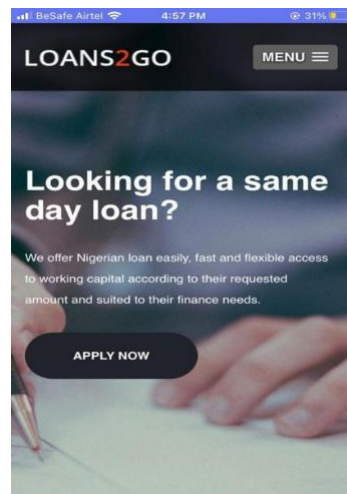 BeSafe Airtel 4:57 PM 31%
LOANS2GO MENU
Looking for a same
day loan?
We offer Nigerian loan easily, fast and flexible access
to working capital according to their requested
amount and suited to their finance needs.
APPLY NOW